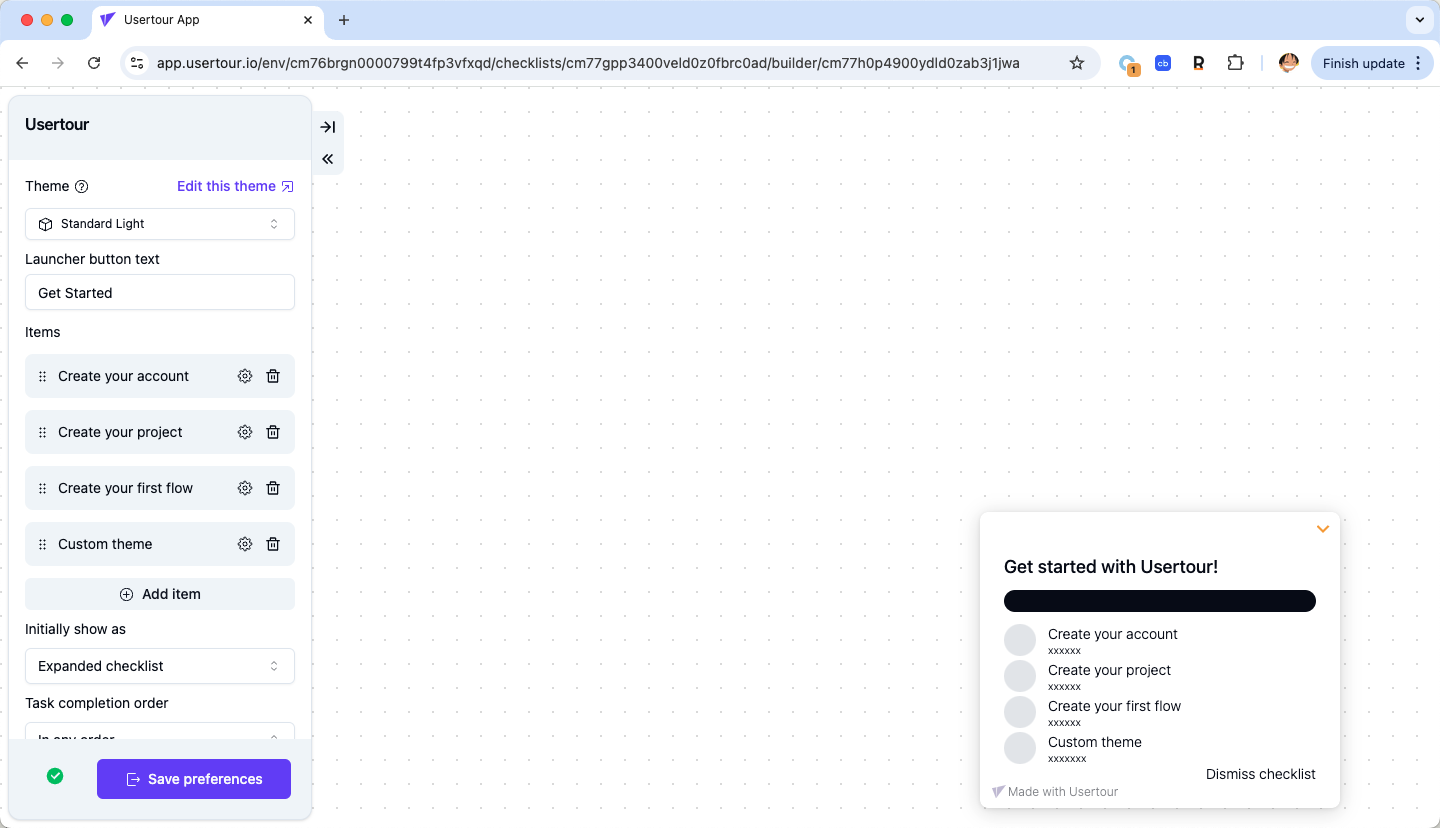 Usertour App
app.usertour.io/env/cm76brgn0000799t4fp3vfxqd/checklists/cm77gpp3400veld0z0fbrc0ad/builder/cm77h0p4900ydld0zab3j1jwa
1
cb
R
Finish update
Usertour
Theme
Edit this theme
Standard Light
Launcher button text
Get Started
Items
Create your account
Create your project
Create your first flow
Custom theme
Add item
Initially show as
Expanded checklist
Task completion order
In any order
Save preferences
Get started with Usertour!
Create your account
xxxxxx
Create your project
xxxxxx
Create your first flow
xxxxxx
Custom theme
xxxxxxx
Dismiss checklist
Made with Usertour